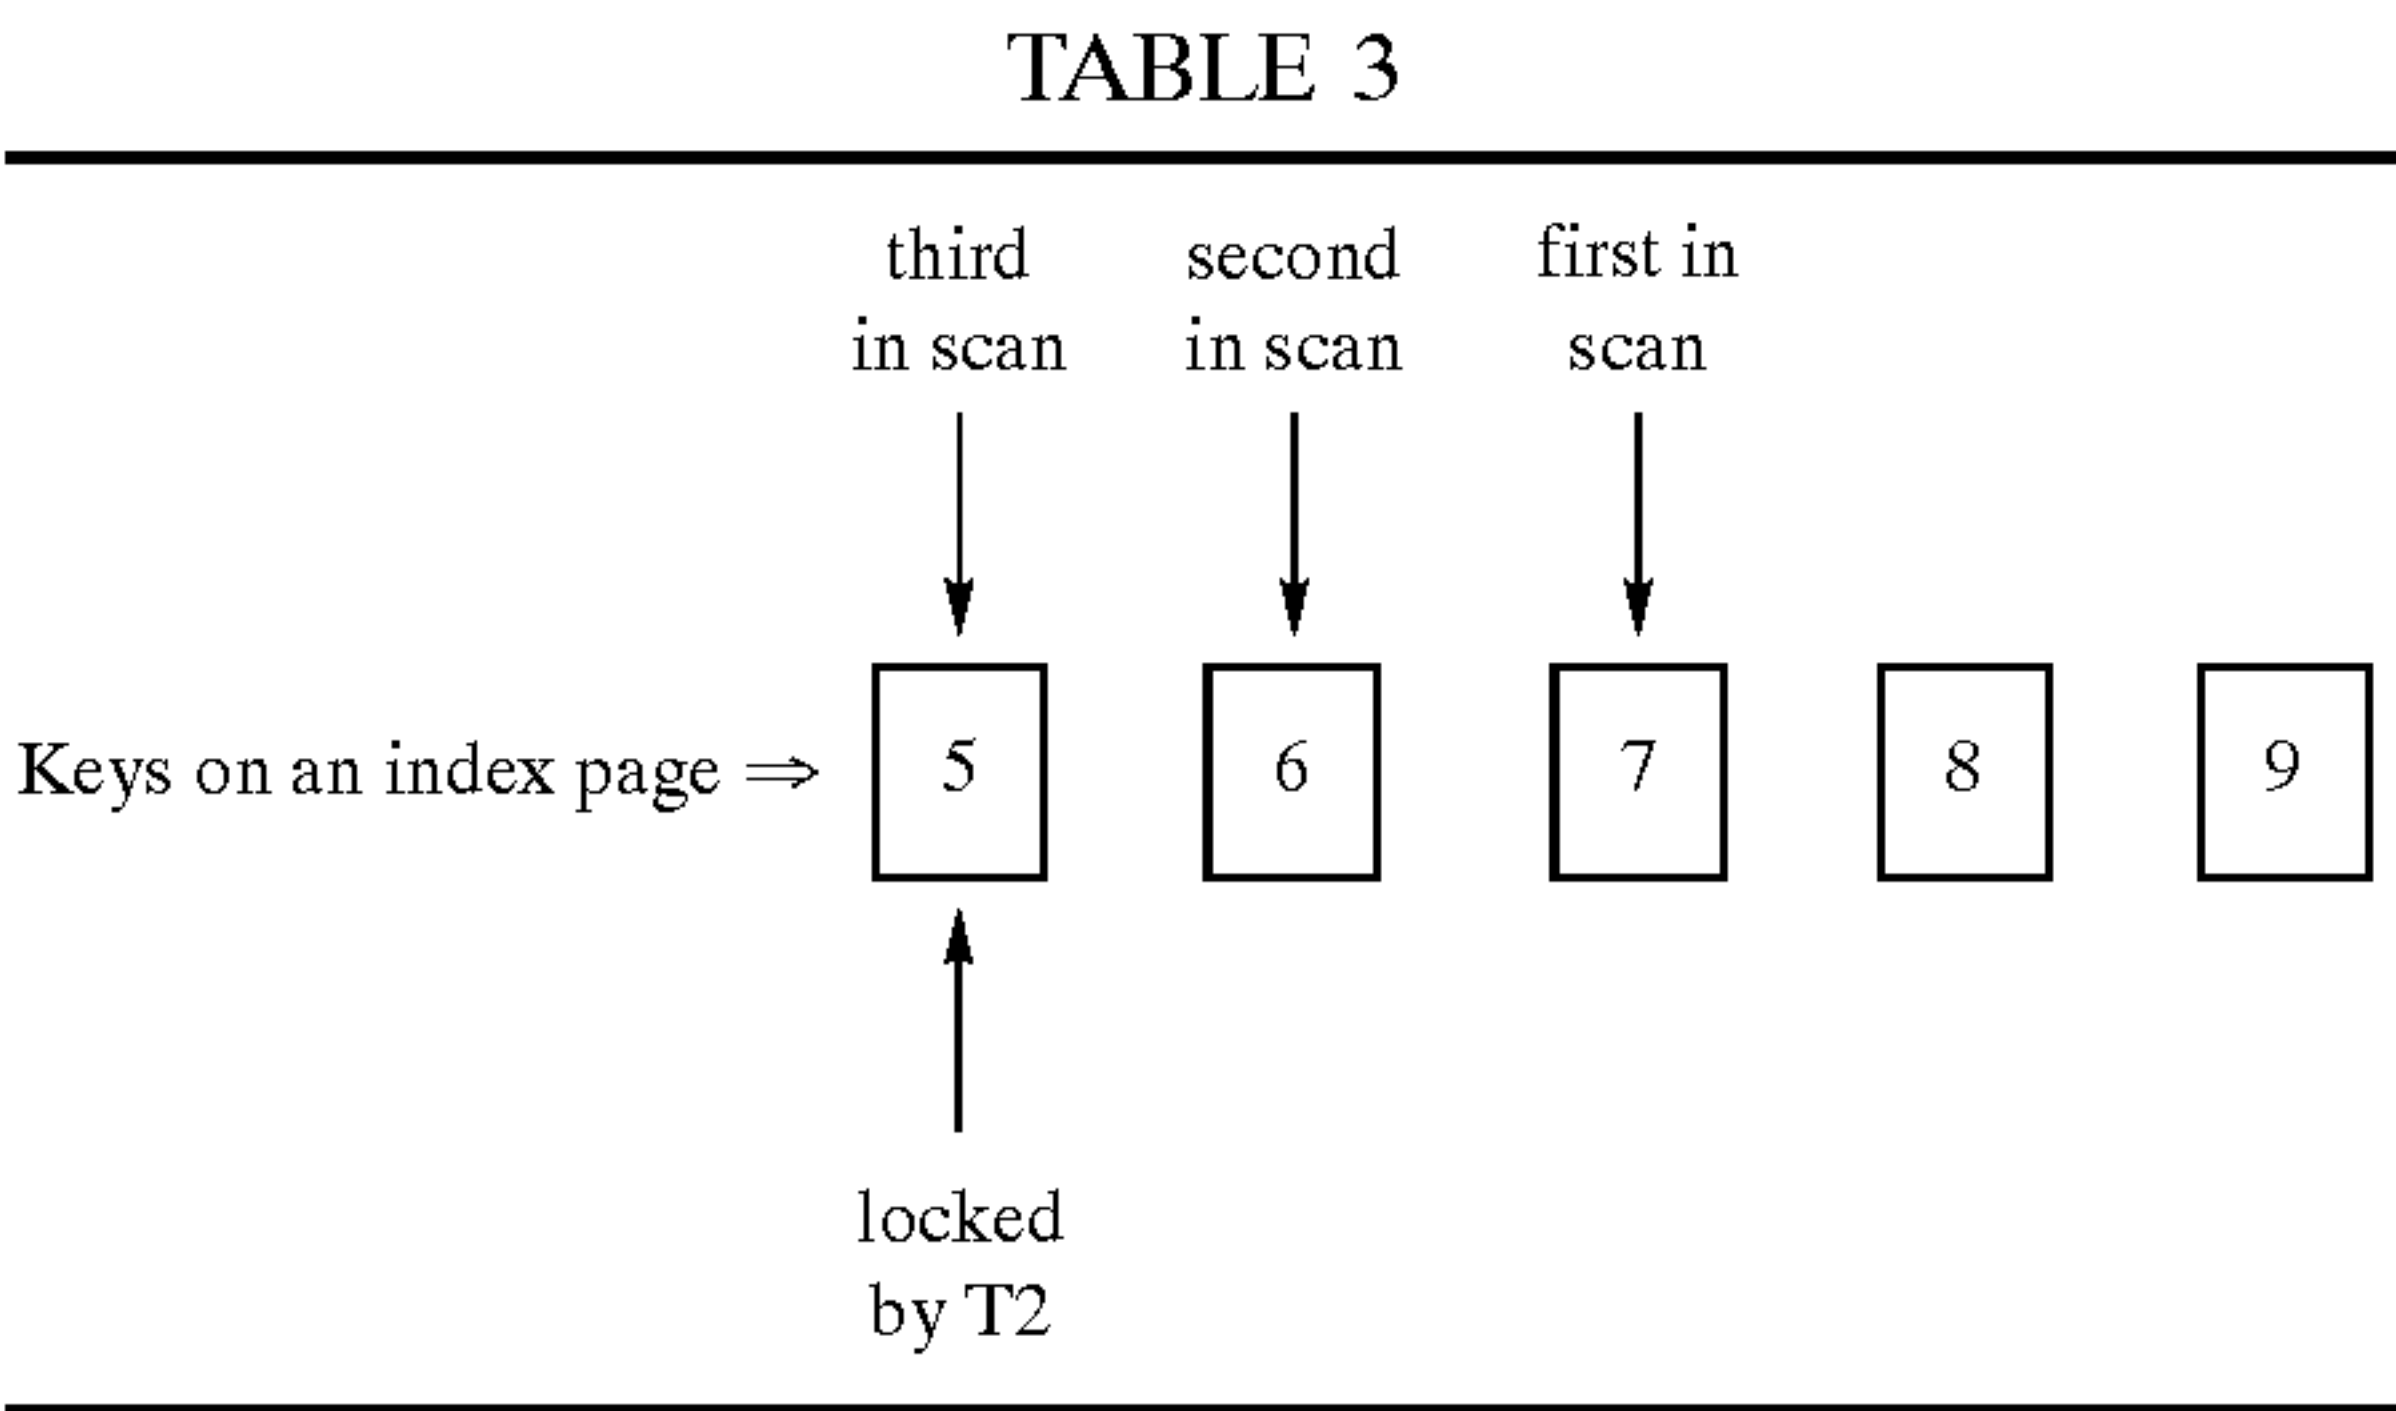 TABLE 3
third
in scan
second
in scan
first in
scan
Keys on an index page ⇒ 5 6 7 8 9
locked
by T2